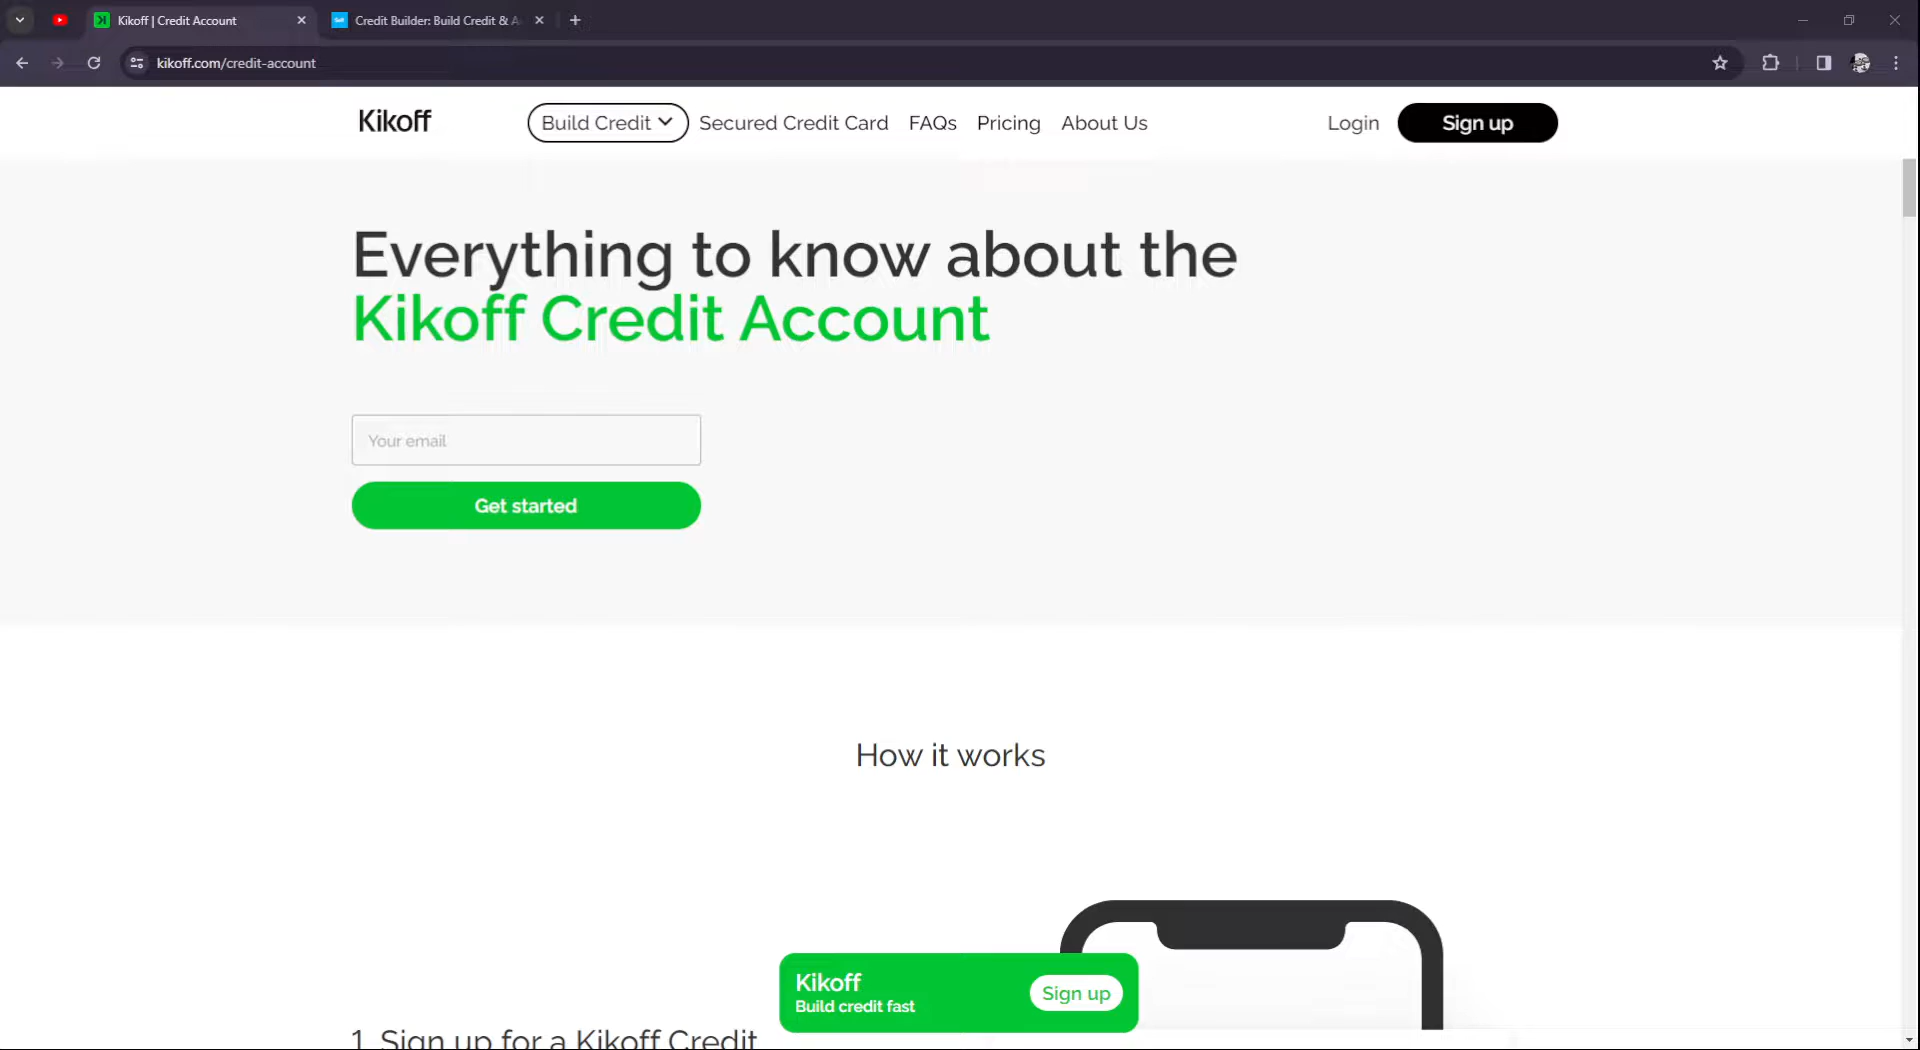 Kikoff | Credit Account
Credit Builder: Build Credit & A
kikoff.com/credit-account
Kikoff
Build Credit
Secured Credit Card
FAQs
Pricing
About Us
Login
Sign up
Everything to know about the
Kikoff Credit Account
Your email
Get started
How it works
Kikoff
Build credit fast
Sign up
1. Sign up for a Kikoff Credit